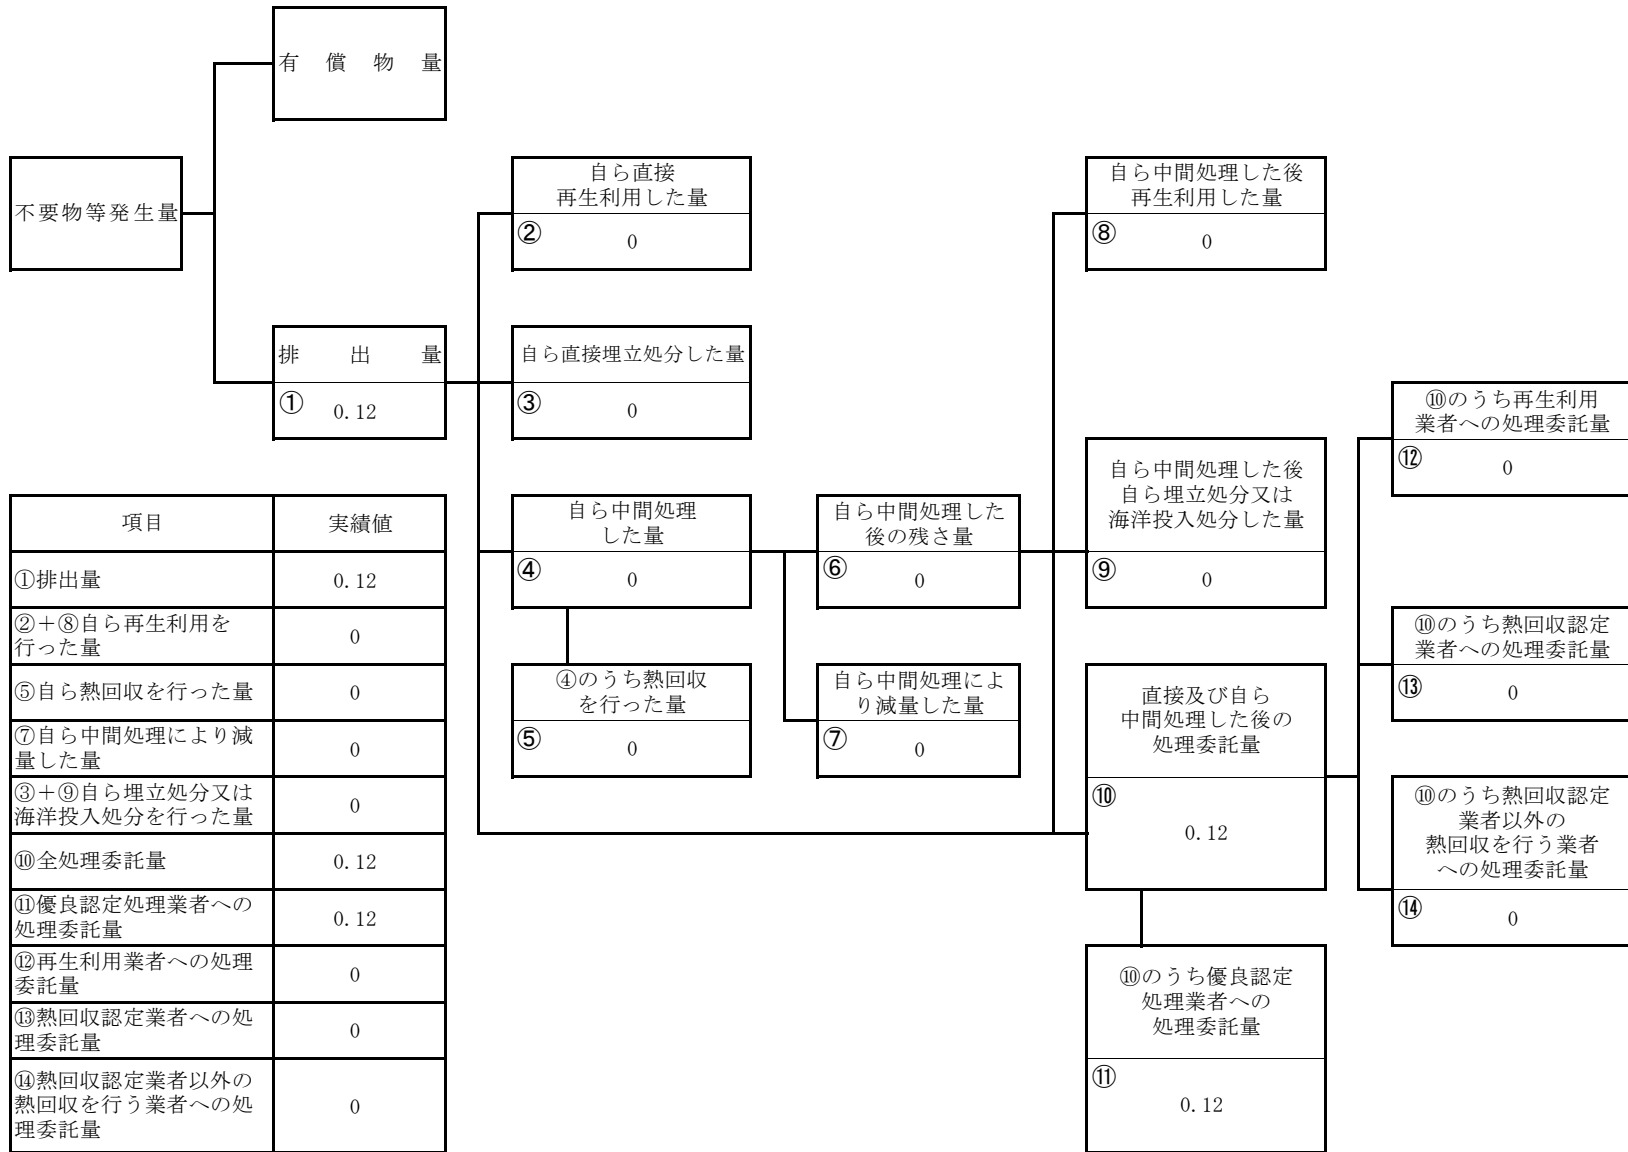 有償物量
不要物等発生量
排出量
① 0.12
自ら直接
再生利用した量
② 0
自ら直接埋立処分した量
③ 0
自ら中間処理
した量
④ 0
④のうち熱回収
を行った量
⑤ 0
自ら中間処理した
後の残さ量
⑥ 0
自ら中間処理によ
り減量した量
⑦ 0
自ら中間処理した後
再生利用した量
⑧ 0
自ら中間処理した後
自ら埋立処分又は
海洋投入処分した量
⑨ 0
直接及び自ら
中間処理した後の
処理委託量
⑩
0.12
⑩のうち優良認定
処理業者への
処理委託量
⑪
0.12
⑩のうち再生利用
業者への処理委託量
⑫ 0
⑩のうち熱回収認定
業者への処理委託量
⑬ 0
⑩のうち熱回収認定
業者以外の
熱回収を行う業者
への処理委託量
⑭ 0
項目 実績値
①排出量 0.12
②＋⑧自ら再生利用を
行った量 0
⑤自ら熱回収を行った量 0
⑦自ら中間処理により減
量した量 0
③＋⑨自ら埋立処分又は
海洋投入処分を行った量 0
⑩全処理委託量 0.12
⑪優良認定処理業者への
処理委託量 0.12
⑫再生利用業者への処理
委託量 0
⑬熱回収認定業者への処
理委託量 0
⑭熱回収認定業者以外の
熱回収を行う業者への処
理委託量 0